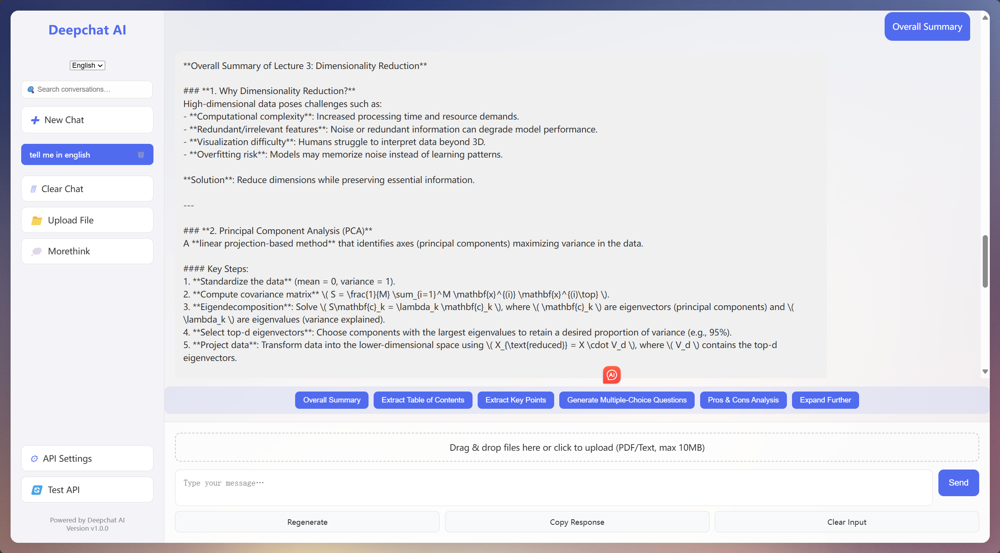 Deepchat AI
English
Search conversations...
New Chat
tell me in english
Clear Chat
Upload File
Morethink
API Settings
Test API
Powered by Deepchat AI
Version v1.0.0
Overall Summary
**Overall Summary of Lecture 3: Dimensionality Reduction**
### **1. Why Dimensionality Reduction?**
High-dimensional data poses challenges such as:
- **Computational complexity**: Increased processing time and resource demands.
- **Redundant/irrelevant features**: Noise or redundant information can degrade model performance.
- **Visualization difficulty**: Humans struggle to interpret data beyond 3D.
- **Overfitting risk**: Models may memorize noise instead of learning patterns.
**Solution**: Reduce dimensions while preserving essential information.
---
### **2. Principal Component Analysis (PCA)**
A **linear projection-based method** that identifies axes (principal components) maximizing variance in the data.
#### Key Steps:
1. **Standardize the data** (mean = 0, variance = 1).
2. **Compute covariance matrix** \( S = \frac{1}{M} \sum_{i=1}^M \mathbf{x}^{(i)} \mathbf{x}^{(i)\top} \).
3. **Eigendecomposition**: Solve \( S\mathbf{c}_k = \lambda_k \mathbf{c}_k \), where \( \mathbf{c}_k \) are eigenvectors (principal components) and \(
\lambda_k \) are eigenvalues (variance explained).
4. **Select top-d eigenvectors**: Choose components with the largest eigenvalues to retain a desired proportion of variance (e.g., 95%).
5. **Project data**: Transform data into the lower-dimensional space using \( X_{\text{reduced}} = X \cdot V_d \), where \( V_d \) contains the top-d
eigenvectors.
AI
Overall Summary
Extract Table of Contents
Extract Key Points
Generate Multiple-Choice Questions
Pros & Cons Analysis
Expand Further
Drag & drop files here or click to upload (PDF/Text, max 10MB)
Type your message…
Send
Regenerate
Copy Response
Clear Input